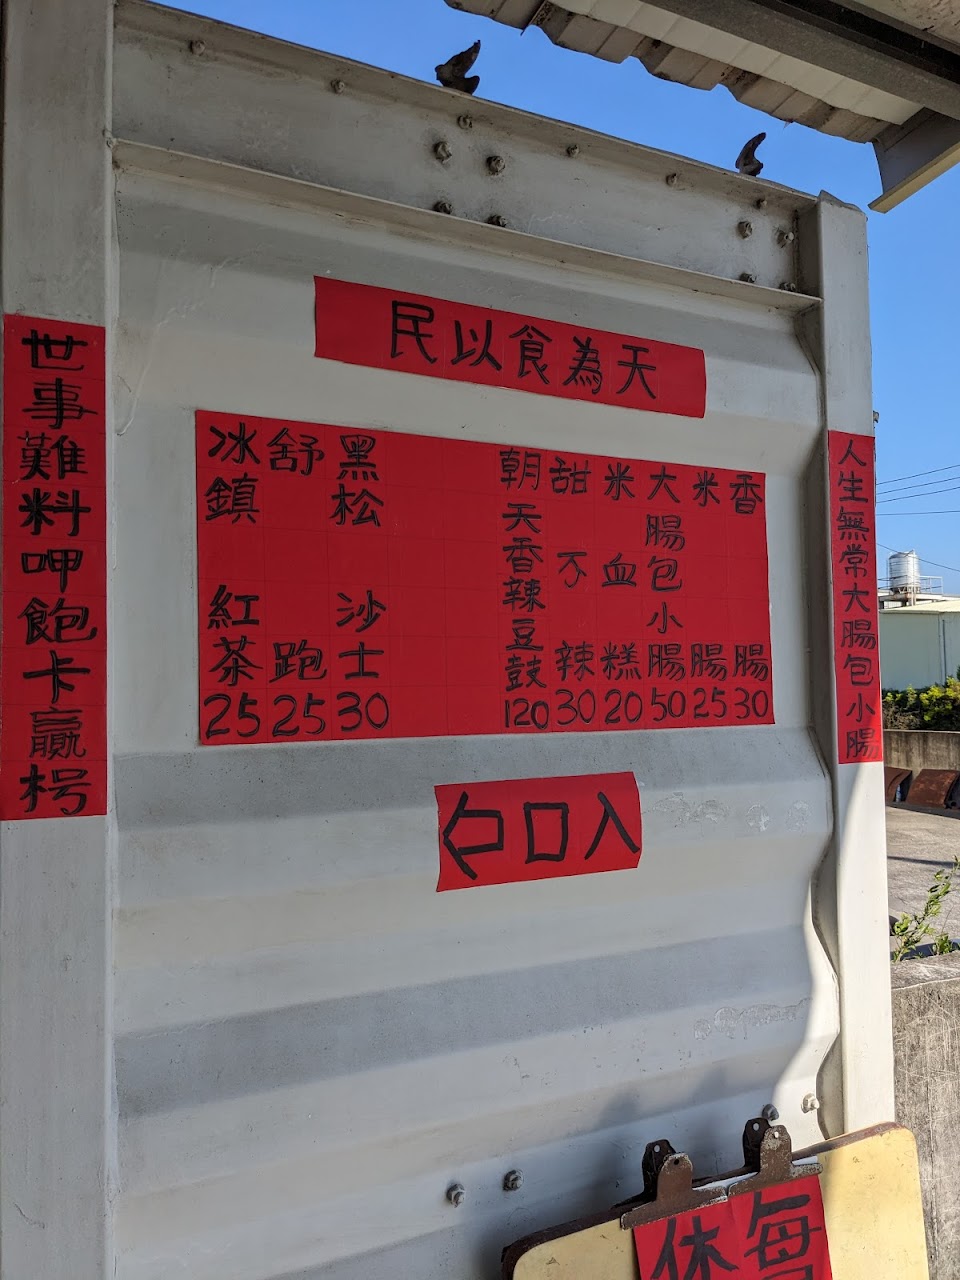 民以食為天
人生無常大腸包小腸
香腸30
米腸25
大腸包小腸50
米血糕20
甜不辣30
朝天香辣豆鼓120
黑松沙士30
舒跑25
冰鎮紅茶25
世事難料呷飽卡贏枵
入口
每
休